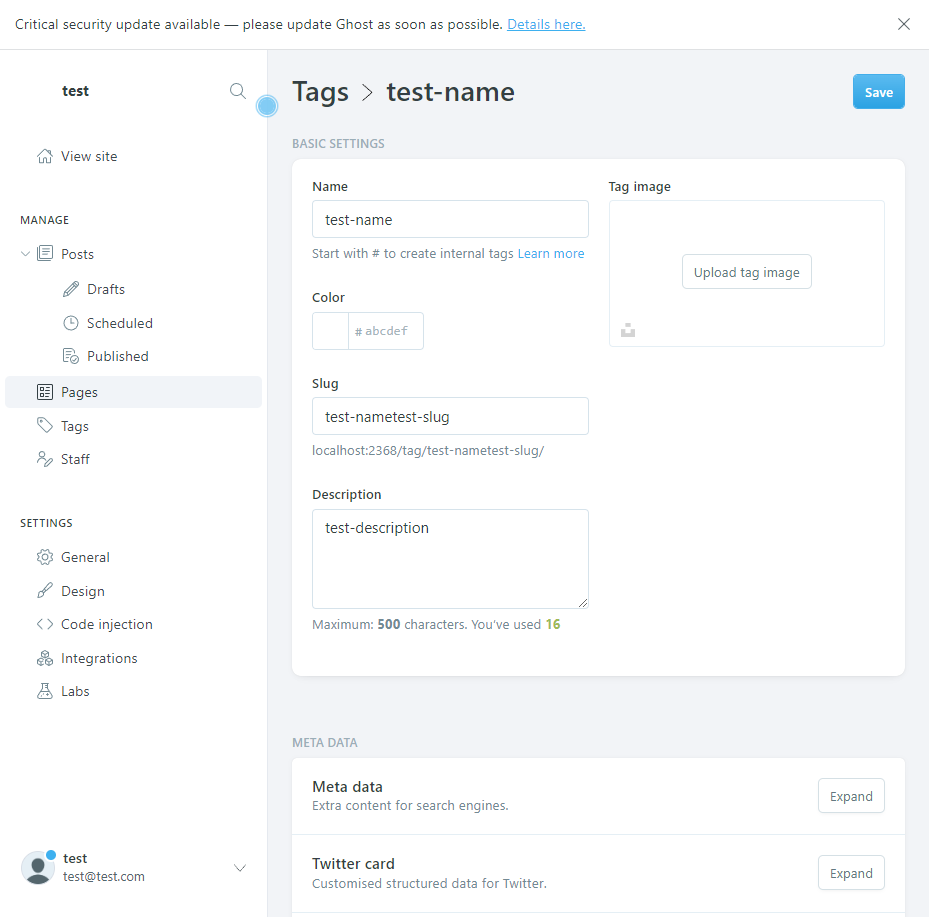 Critical security update available — please update Ghost as soon as possible. Details here.
test
View site
MANAGE
Posts
Drafts
Scheduled
Published
Pages
Tags
Staff
SETTINGS
General
Design
Code injection
Integrations
Labs
test
test@test.com
Tags > test-name
Save
BASIC SETTINGS
Name
test-name
Start with # to create internal tags Learn more
Color
# abcdef
Slug
test-nametest-slug
localhost:2368/tag/test-nametest-slug/
Description
test-description
Maximum: 500 characters. You've used 16
Tag image
Upload tag image
META DATA
Meta data
Extra content for search engines.
Expand
Twitter card
Customised structured data for Twitter.
Expand